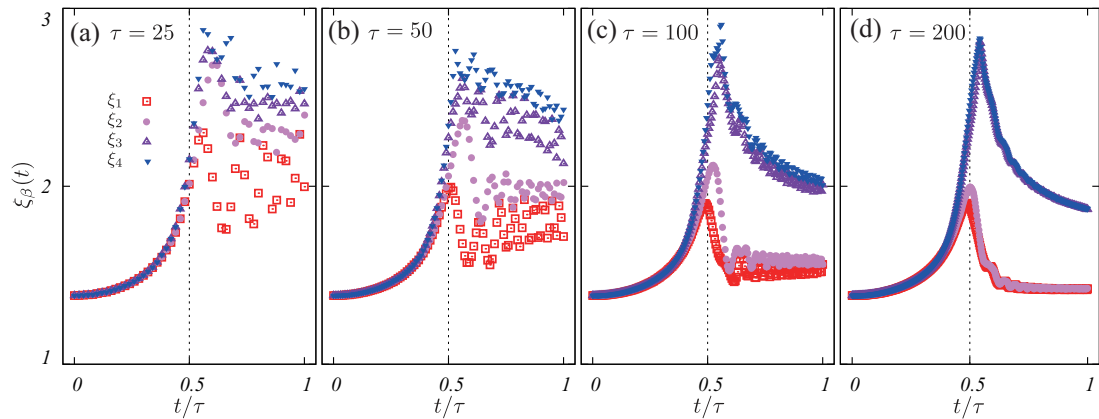 3
2
1
ξ_β(t)
(a) τ = 25
ξ₁
ξ₂
ξ₃
ξ₄
(b) τ = 50
(c) τ = 100
(d) τ = 200
0 0.5 1
0 0.5 1
0 0.5 1
0 0.5 1
t/τ
t/τ
t/τ
t/τ